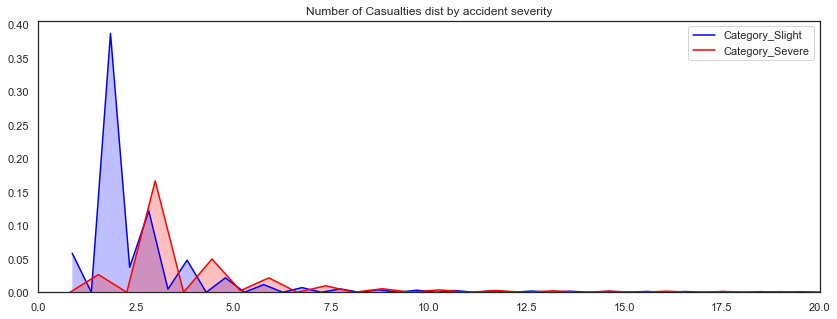 Number of Casualties dist by accident severity
Category_Slight
Category_Severe
0.40
0.35
0.30
0.25
0.20
0.15
0.10
0.05
0.00
0.0 2.5 5.0 7.5 10.0 12.5 15.0 17.5 20.0